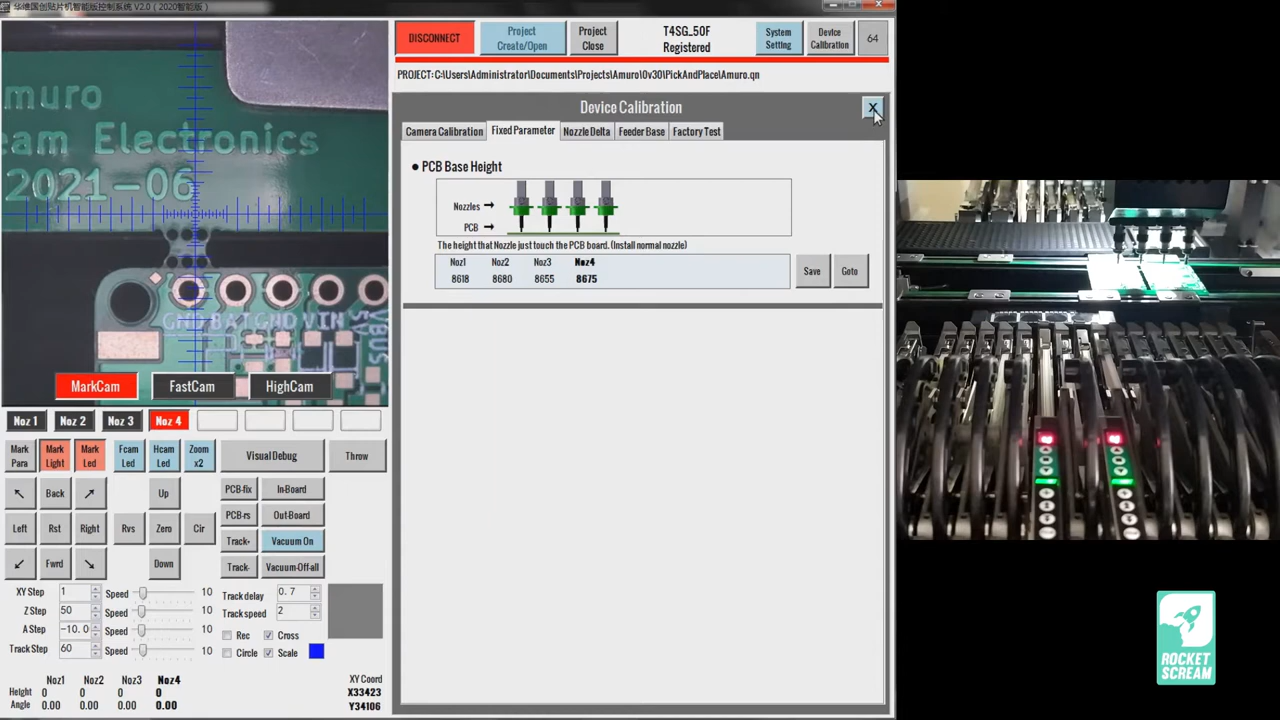 华维国创贴片机智能版控制系统 V2.0（2020智能版）
muro
eam Electronics
2021-06
GND BAT GND VIN 5V VBUS
MarkCam FastCam HighCam
Noz 1 Noz 2 Noz 3 Noz 4
Mark Para
Mark Light
Mark Led
Fcam Led
Hcam Led
Zoom x2
Visual Debug
Throw
Back Up PCB-fix In-Board
Left Rst Right Rvs Zero Cir PCB-rs Out-Board
Track+ Vacuum On
Fwrd Down Track- Vacuum-Off-all
XY Step 1 Speed 10 Track delay 0.7
Z Step 50 Speed 10 Track speed 2
A Step -10.0 Speed 10 Rec Cross
Track Step 60 Speed 10 Circle Scale
Noz1 Noz2 Noz3 Noz4 XY Coord
Height 0 0 0 0 X33423
Angle 0.00 0.00 0.00 0.00 Y34106
DISCONNECT
Project Create/Open
Project Close
T4SG_50F
Registered
System Setting
Device Calibration
64
PROJECT: C:\Users\Administrator\Documents\Projects\Amuro\0v30\PickAndPlace\Amuro.qn
Device Calibration
X
Camera Calibration Fixed Parameter Nozzle Delta Feeder Base Factory Test
● PCB Base Height
Nozzles →
PCB →
The height that Nozzle just touch the PCB board. (Install normal nozzle)
Noz1 Noz2 Noz3 Noz4
8618 8680 8655 8675
Save Goto
ROCKET
SCREAM